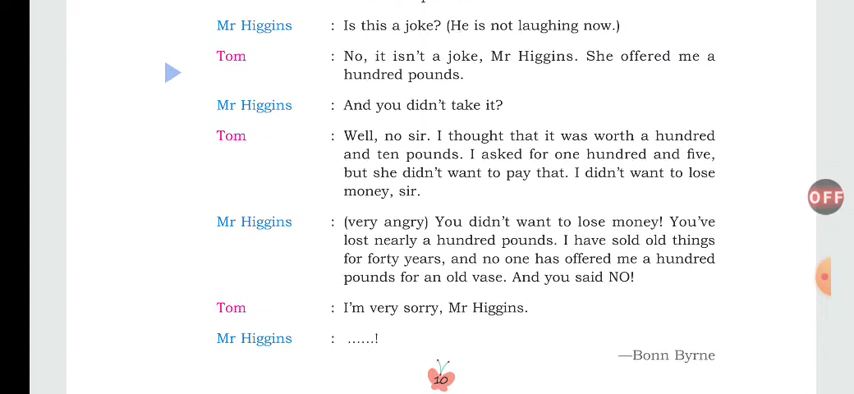 Mr Higgins : Is this a joke? (He is not laughing now.)
Tom : No, it isn't a joke, Mr Higgins. She offered me a
hundred pounds.
Mr Higgins : And you didn't take it?
Tom : Well, no sir. I thought that it was worth a hundred
and ten pounds. I asked for one hundred and five,
but she didn't want to pay that. I didn't want to lose
money, sir.
Mr Higgins : (very angry) You didn't want to lose money! You've
lost nearly a hundred pounds. I have sold old things
for forty years, and no one has offered me a hundred
pounds for an old vase. And you said NO!
Tom : I'm very sorry, Mr Higgins.
Mr Higgins : ......!
—Bonn Byrne
10
OFF